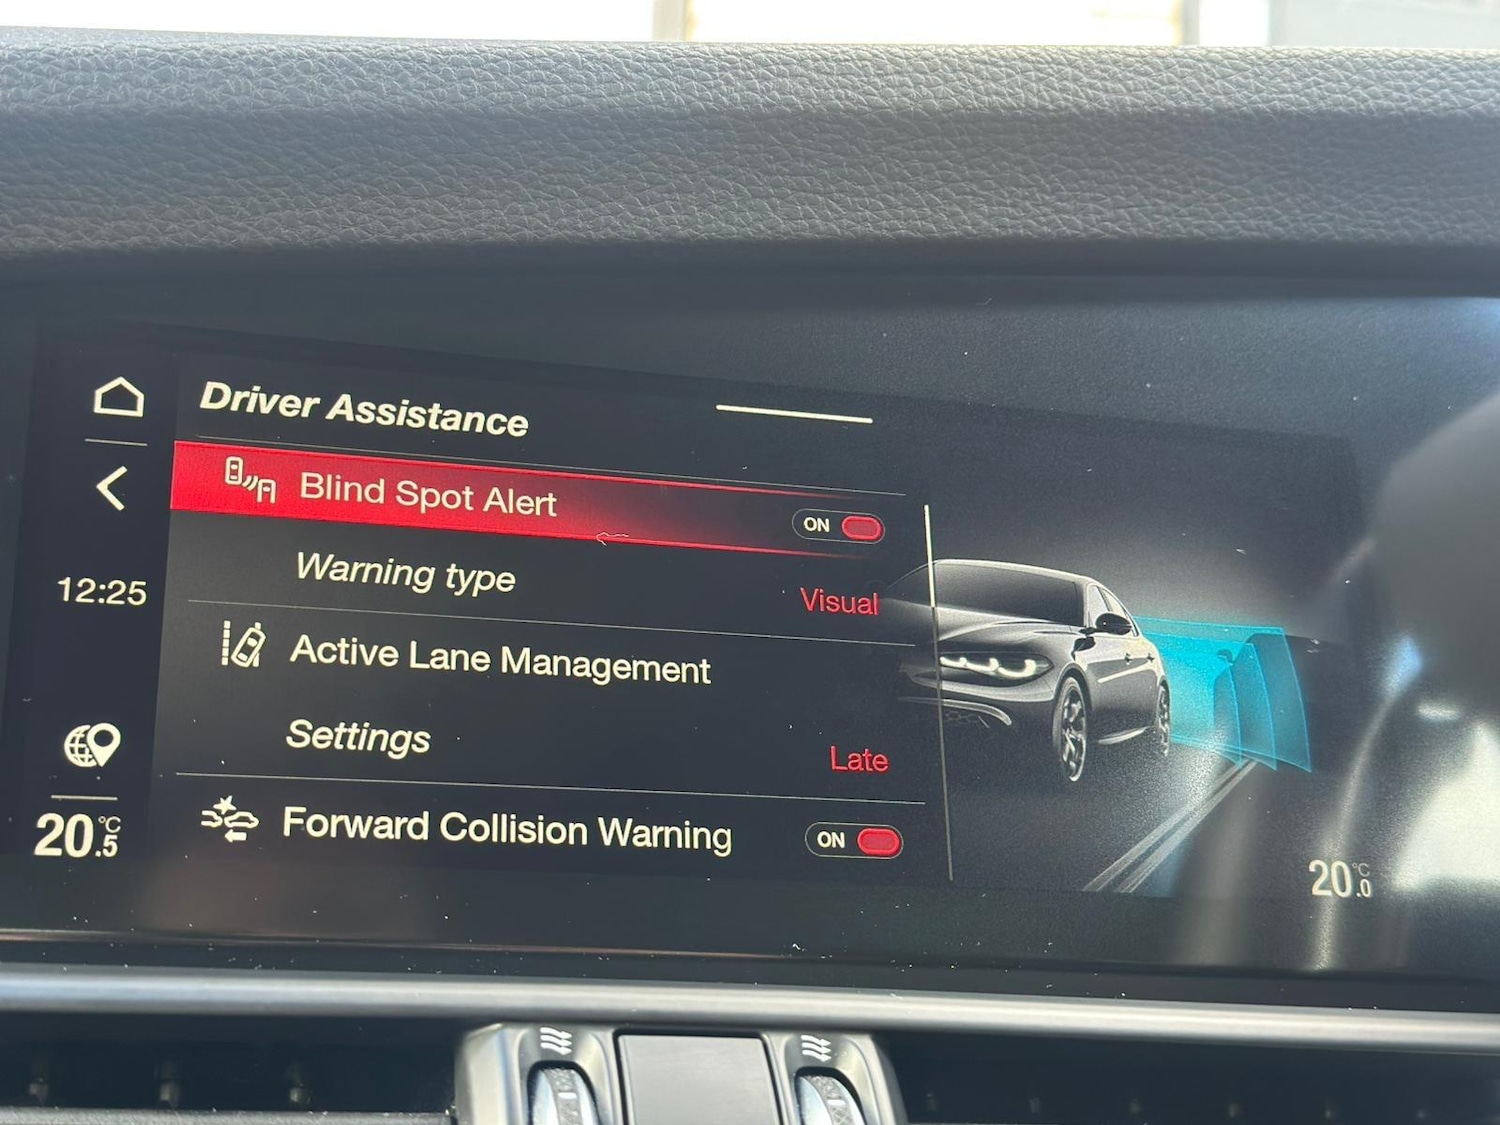 Driver Assistance
Blind Spot Alert ON
Warning type Visual
12:25
Active Lane Management
Settings Late
Forward Collision Warning ON
20.5 °C
20.0 °C